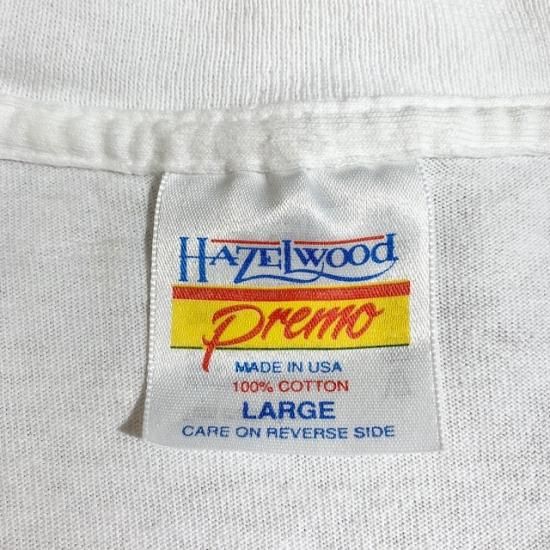 HAZELWOOD
Premo
MADE IN USA
100% COTTON
LARGE
CARE ON REVERSE SIDE